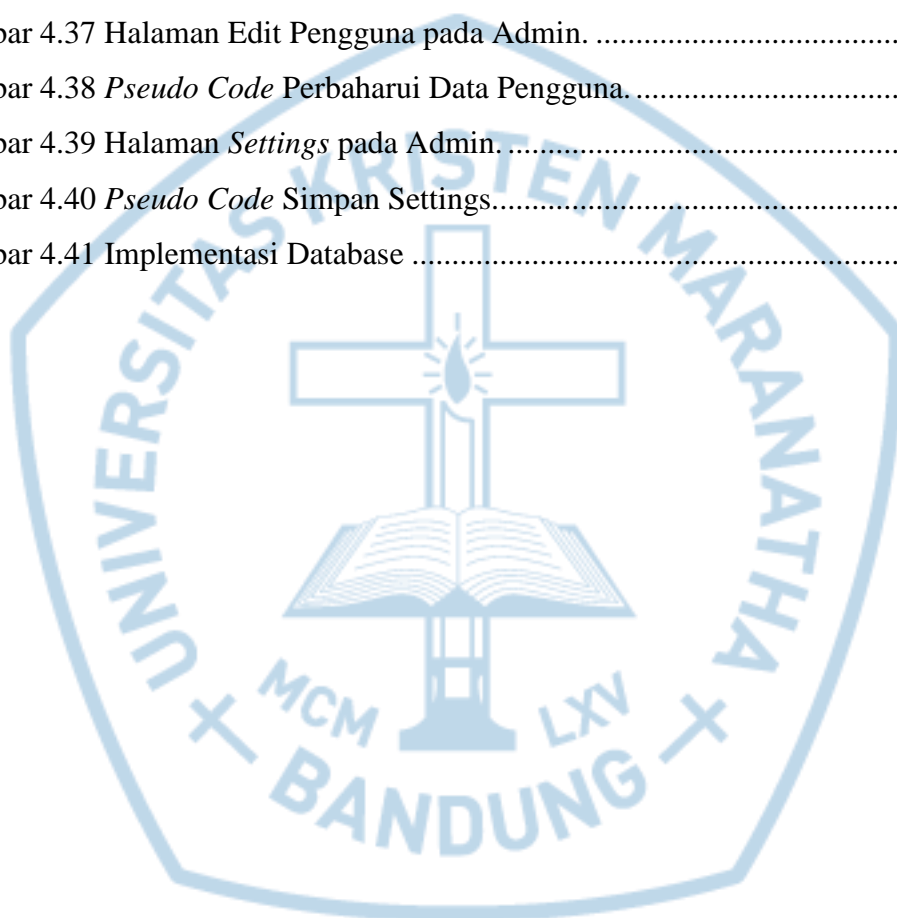 bar 4.37 Halaman Edit Pengguna pada Admin. ......................................
bar 4.38 Pseudo Code Perbaharui Data Pengguna. .................................
bar 4.39 Halaman Settings pada Admin. .................................................
bar 4.40 Pseudo Code Simpan Settings...................................................
bar 4.41 Implementasi Database .............................................................
UNIVERSITAS KRISTEN MARANATHA
MCM LXV
BANDUNG